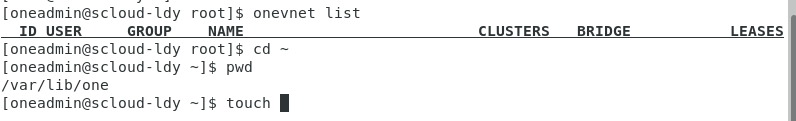 [oneadmin@scloud-ldy root]$ onevnet list
ID USER GROUP NAME CLUSTERS BRIDGE LEASES
[oneadmin@scloud-ldy root]$ cd ~
[oneadmin@scloud-ldy ~]$ pwd
/var/lib/one
[oneadmin@scloud-ldy ~]$ touch